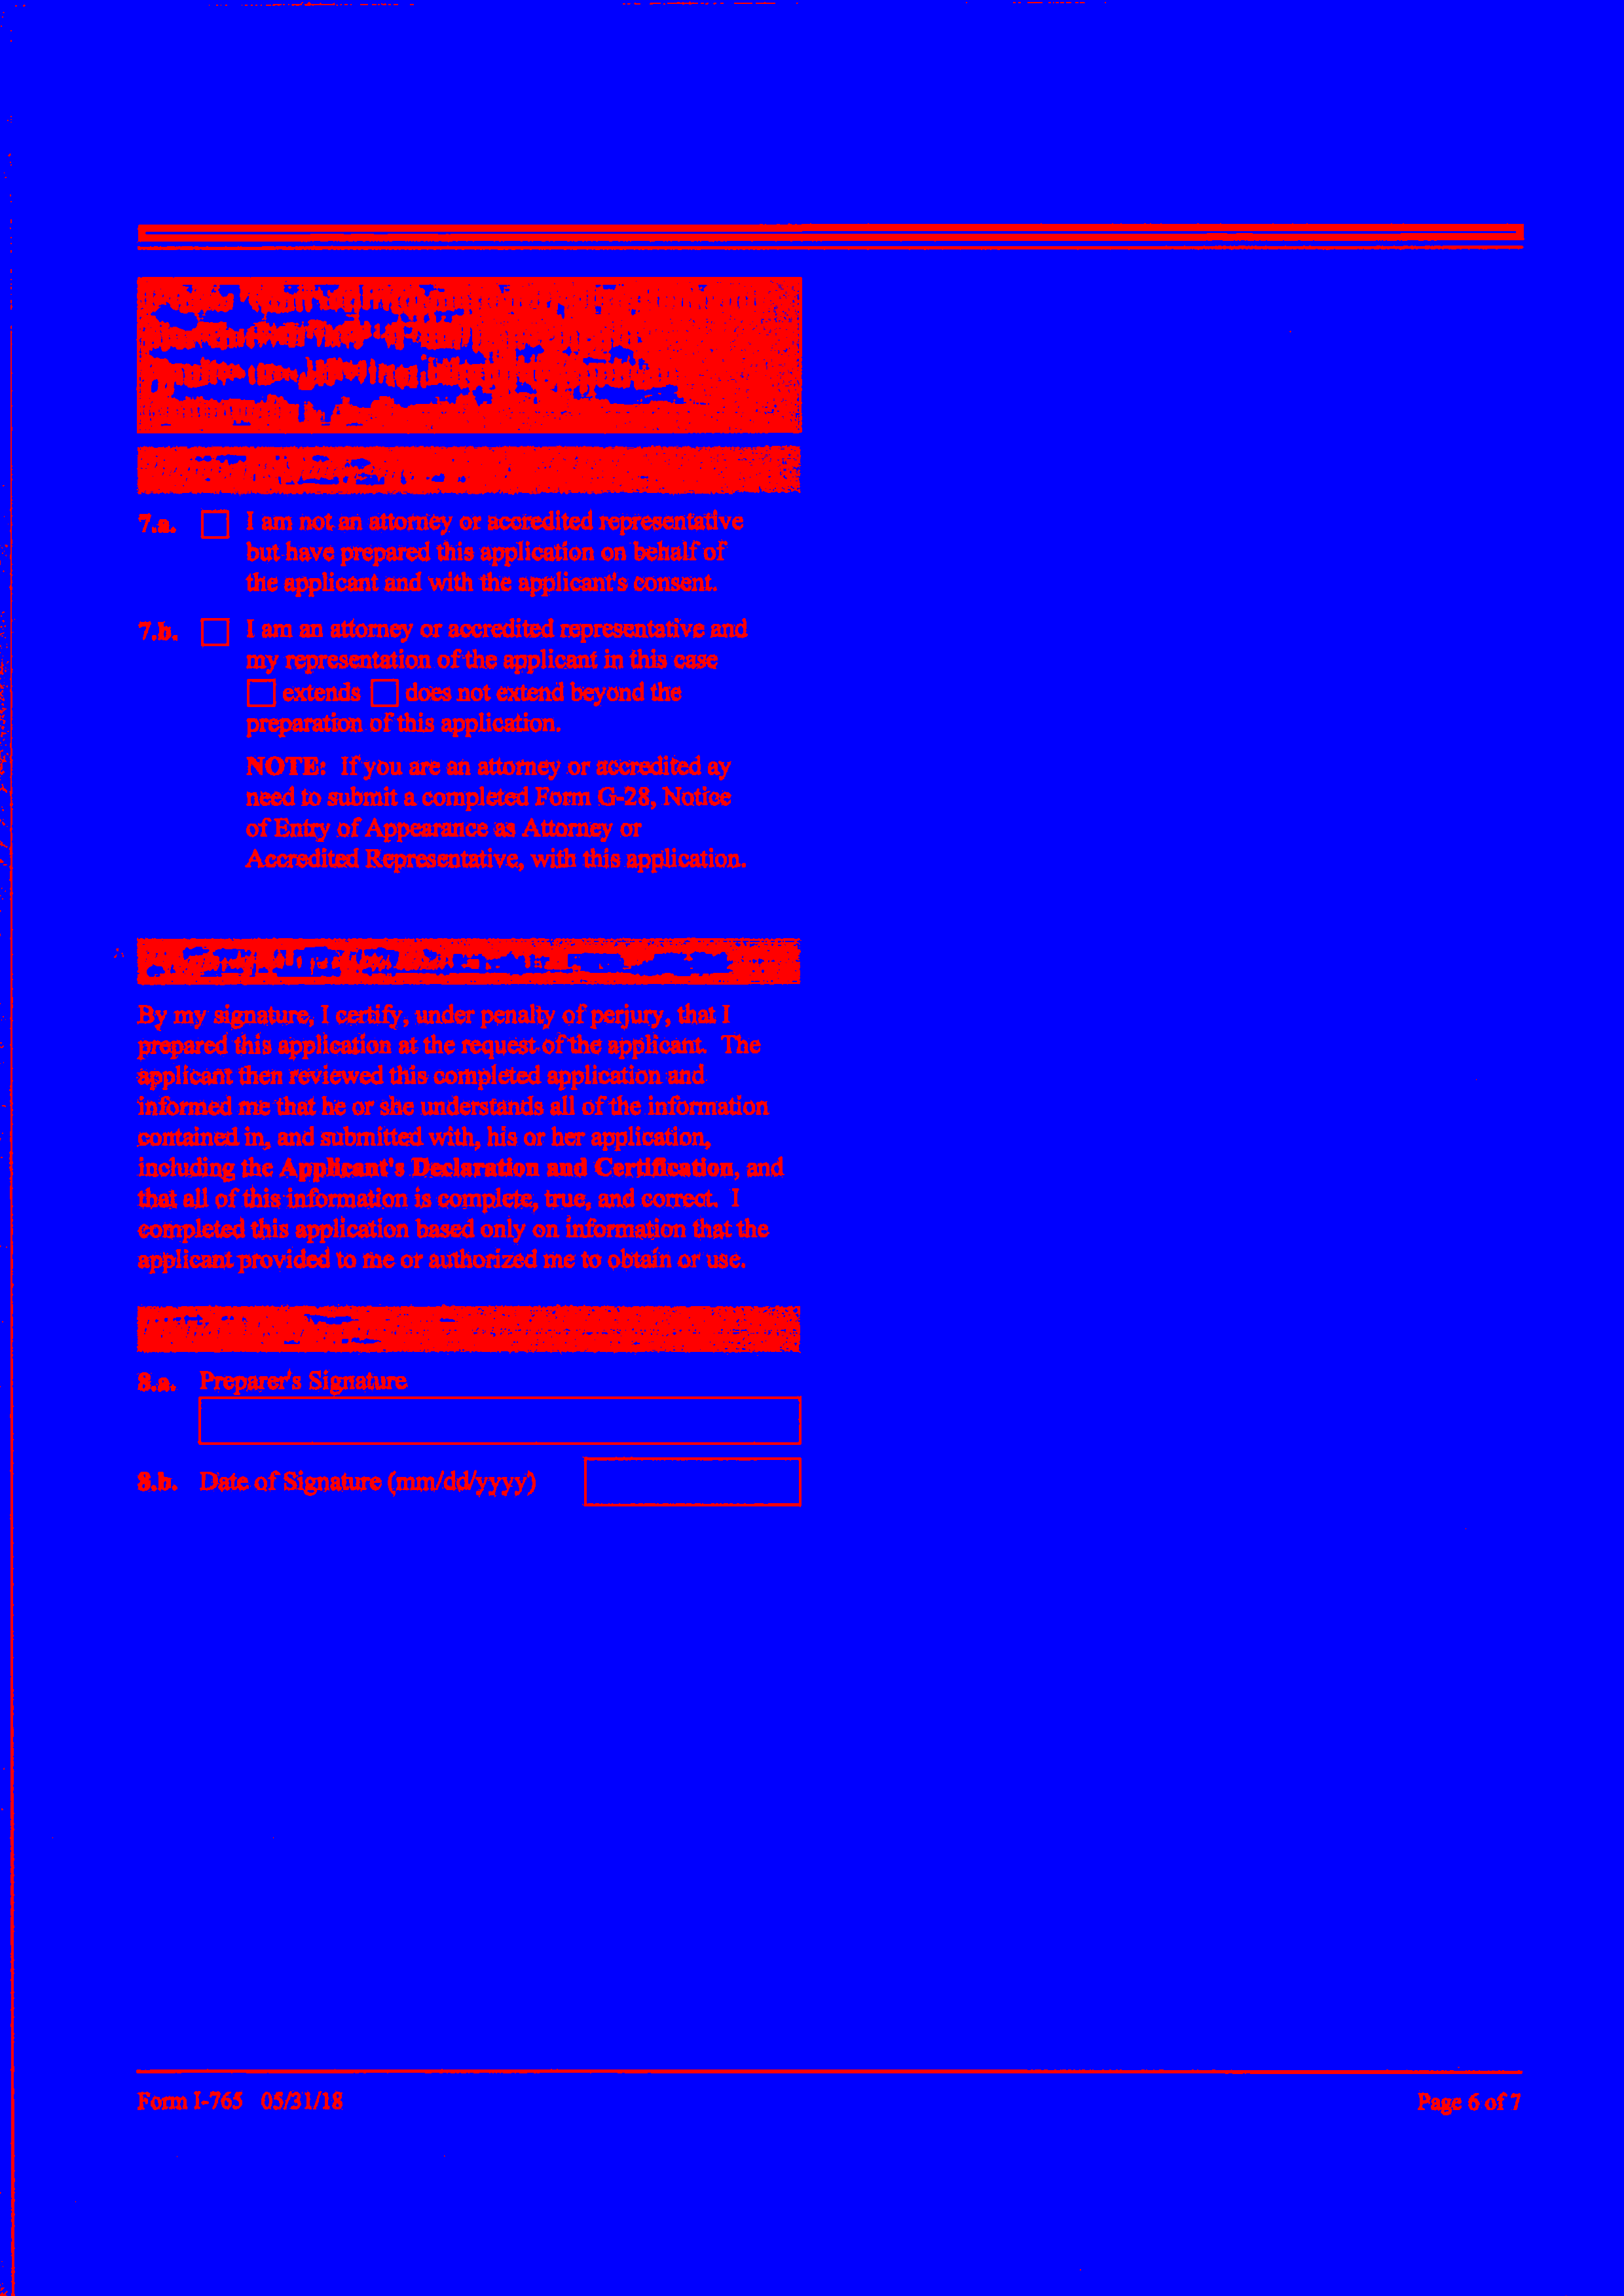 7.a. I am not an attorney or accredited representative
but have prepared this application on behalf of
the applicant and with the applicant's consent.
7.b. I am an attorney or accredited representative and
my representation of the applicant in this case
extends does not extend beyond the
preparation of this application.
NOTE: If you are an attorney or accredited ay
need to submit a completed Form G-28, Notice
of Entry of Appearance as Attorney or
Accredited Representative, with this application.
By my signature, I certify, under penalty of perjury, that I
prepared this application at the request of the applicant. The
applicant then reviewed this completed application and
informed me that he or she understands all of the information
contained in, and submitted with, his or her application,
including the Applicant's Declaration and Certification, and
that all of this information is complete, true, and correct. I
completed this application based only on information that the
applicant provided to me or authorized me to obtain or use.
8.a. Preparer's Signature
8.b. Date of Signature (mm/dd/yyyy)
Form I-765 05/31/18
Page 6 of 7